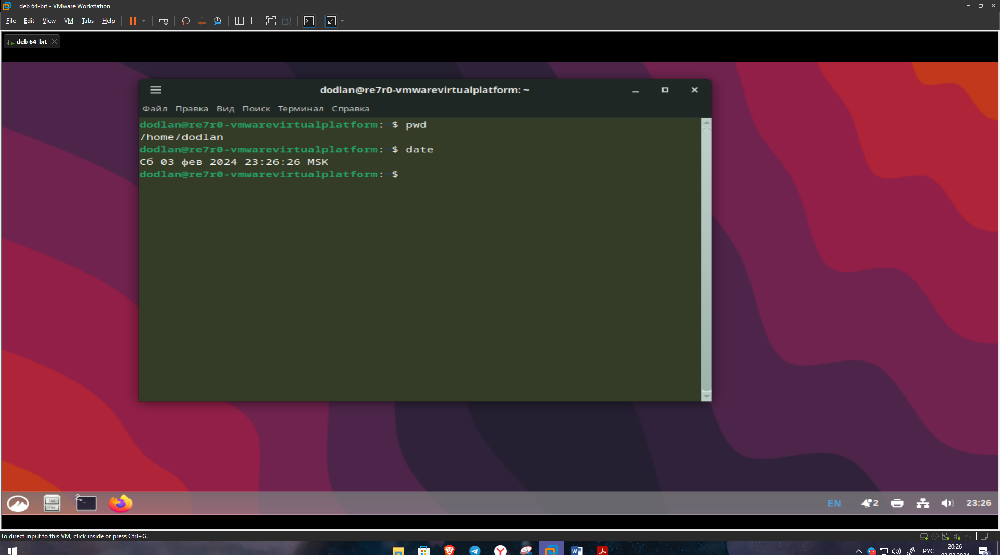 deb 64-bit - VMware Workstation
File Edit View VM Tabs Help
deb 64-bit
dodlan@re7r0-vmwarevirtualplatform: ~
Файл Правка Вид Поиск Терминал Справка
dodlan@re7r0-vmwarevirtualplatform:~$ pwd
/home/dodlan
dodlan@re7r0-vmwarevirtualplatform:~$ date
Сб 03 фев 2024 23:26:26 MSK
dodlan@re7r0-vmwarevirtualplatform:~$
2
EN 2 23:26
To direct input to this VM, click inside or press Ctrl+G.
РУС 20:26